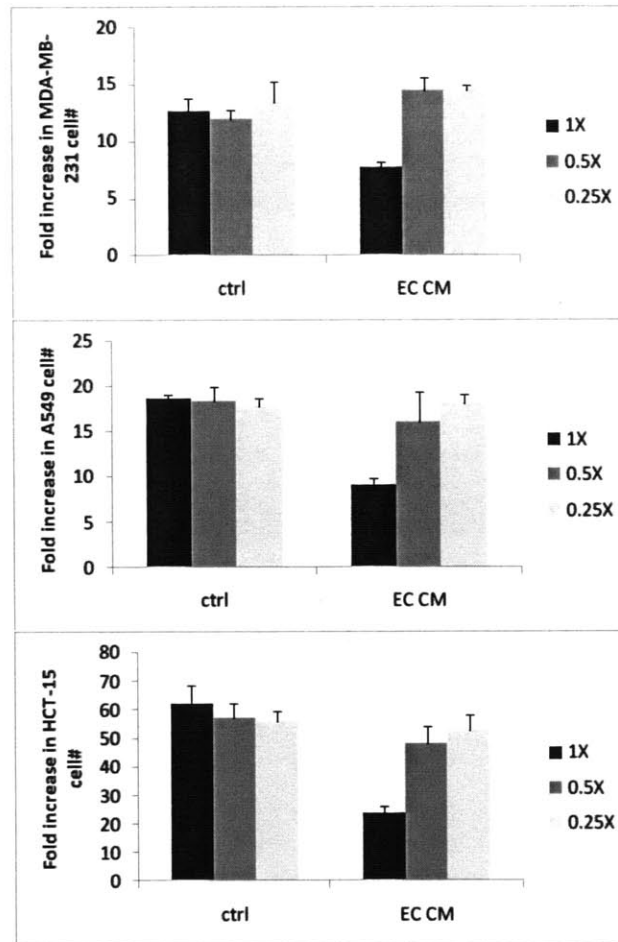 Fold increase in MDA-MB-
231 cell#
20
15
10
5
0
ctrl
EC CM
1X
0.5X
0.25X
Fold increase in A549 cell#
25
20
15
10
5
0
ctrl
EC CM
1X
0.5X
0.25X
Fold increase in HCT-15
cell#
80
70
60
50
40
30
20
10
0
ctrl
EC CM
1X
0.5X
0.25X